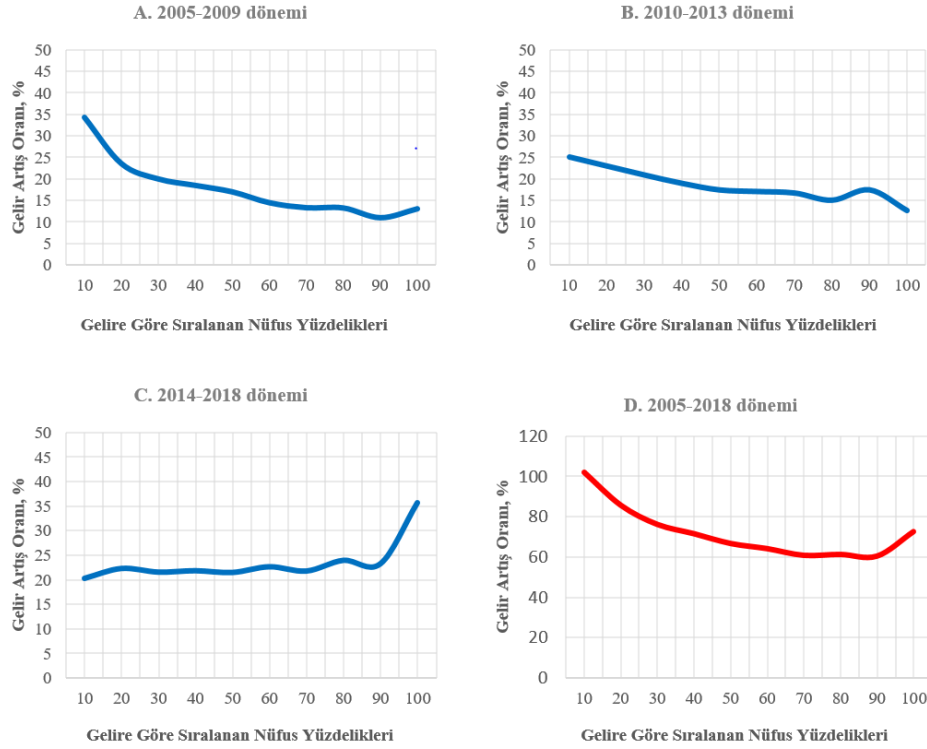 A. 2005-2009 dönemi
Gelir Artış Oranı, %
50
45
40
35
30
25
20
15
10
5
0
10 20 30 40 50 60 70 80 90 100
Gelire Göre Sıralanan Nüfus Yüzdelikleri
B. 2010-2013 dönemi
Gelir Artış Oranı, %
50
45
40
35
30
25
20
15
10
5
0
10 20 30 40 50 60 70 80 90 100
Gelire Göre Sıralanan Nüfus Yüzdelikleri
C. 2014-2018 dönemi
Gelir Artış Oranı, %
50
45
40
35
30
25
20
15
10
5
0
10 20 30 40 50 60 70 80 90 100
Gelire Göre Sıralanan Nüfus Yüzdelikleri
D. 2005-2018 dönemi
Gelir Artış Oranı, %
120
100
80
60
40
20
0
10 20 30 40 50 60 70 80 90 100
Gelire Göre Sıralanan Nüfus Yüzdelikleri